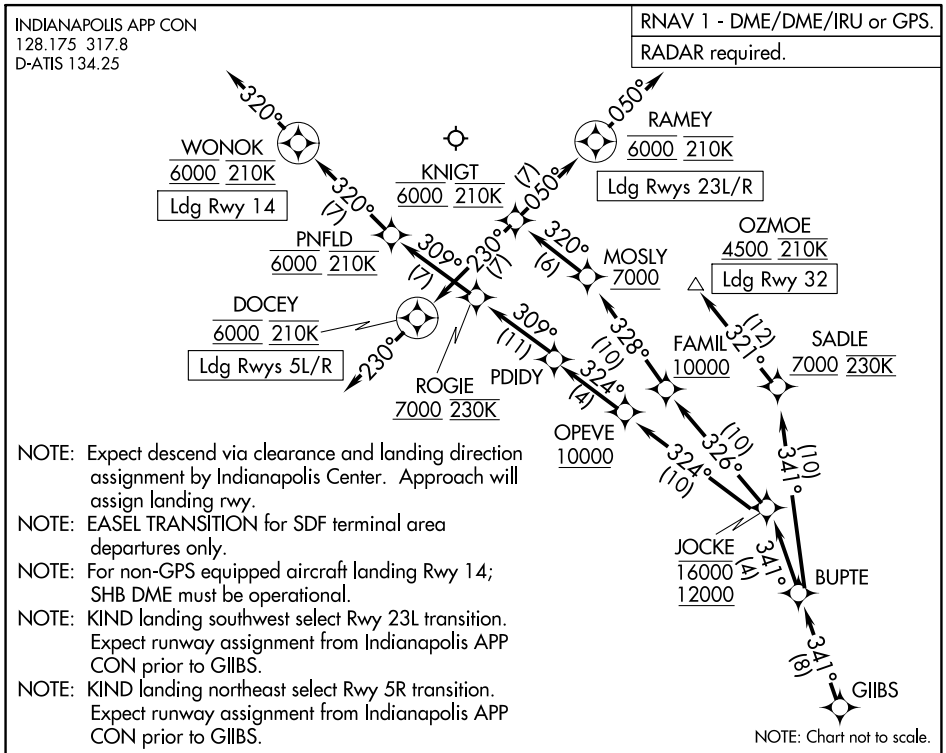 INDIANAPOLIS APP CON
128.175 317.8
D-ATIS 134.25
RNAV 1 - DME/DME/IRU or GPS.
RADAR required.
320°
WONOK
6000 210K
Ldg Rwy 14
320°
(7)
PNFLD
6000 210K
309°
(7)
KNIGT
6000 210K
050°
RAMEY
6000 210K
Ldg Rwys 23L/R
(7)
050°
230°
(7)
DOCEY
6000 210K
Ldg Rwys 5L/R
230°
ROGIE
7000 230K
309°
(11)
PDIDY
324°
(4)
OPEVE
10000
324°
(10)
320°
(6)
MOSLY
7000
328°
(10)
FAMIL
10000
326°
(10)
OZMOE
4500 210K
Ldg Rwy 32
(12)
321°
SADLE
7000 230K
(10)
341°
JOCKE
16000
12000
341°
(4)
BUPTE
341°
(8)
GIIBS
NOTE: Expect descend via clearance and landing direction
assignment by Indianapolis Center. Approach will
assign landing rwy.
NOTE: EASEL TRANSITION for SDF terminal area
departures only.
NOTE: For non-GPS equipped aircraft landing Rwy 14;
SHB DME must be operational.
NOTE: KIND landing southwest select Rwy 23L transition.
Expect runway assignment from Indianapolis APP
CON prior to GIIBS.
NOTE: KIND landing northeast select Rwy 5R transition.
Expect runway assignment from Indianapolis APP
CON prior to GIIBS.
NOTE: Chart not to scale.